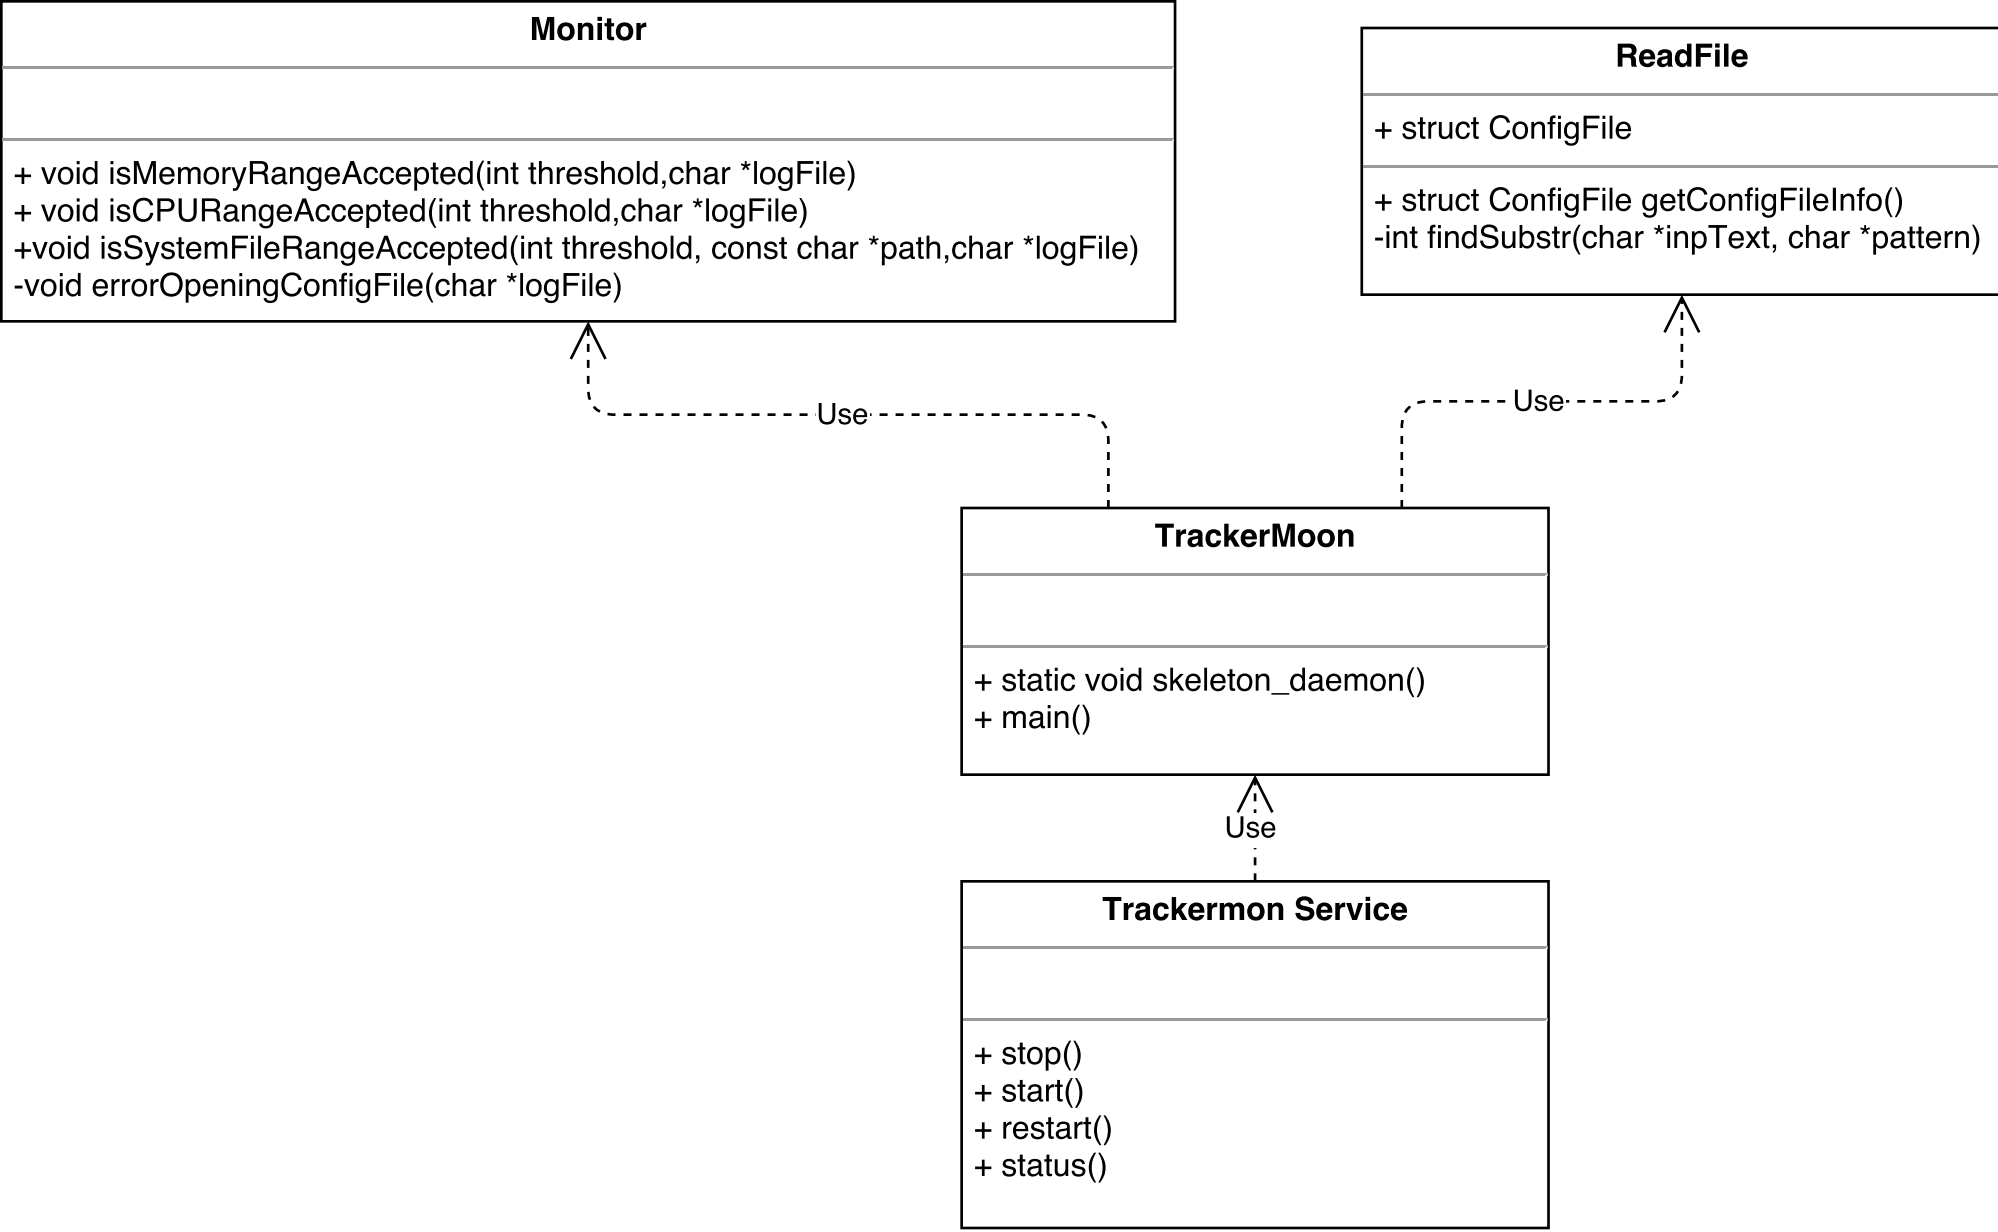 Monitor
+ void isMemoryRangeAccepted(int threshold,char *logFile)
+ void isCPURangeAccepted(int threshold,char *logFile)
+void isSystemFileRangeAccepted(int threshold, const char *path,char *logFile)
-void errorOpeningConfigFile(char *logFile)
ReadFile
+ struct ConfigFile
+ struct ConfigFile getConfigFileInfo()
-int findSubstr(char *inpText, char *pattern)
Use
Use
TrackerMoon
+ static void skeleton_daemon()
+ main()
Use
Trackermon Service
+ stop()
+ start()
+ restart()
+ status()